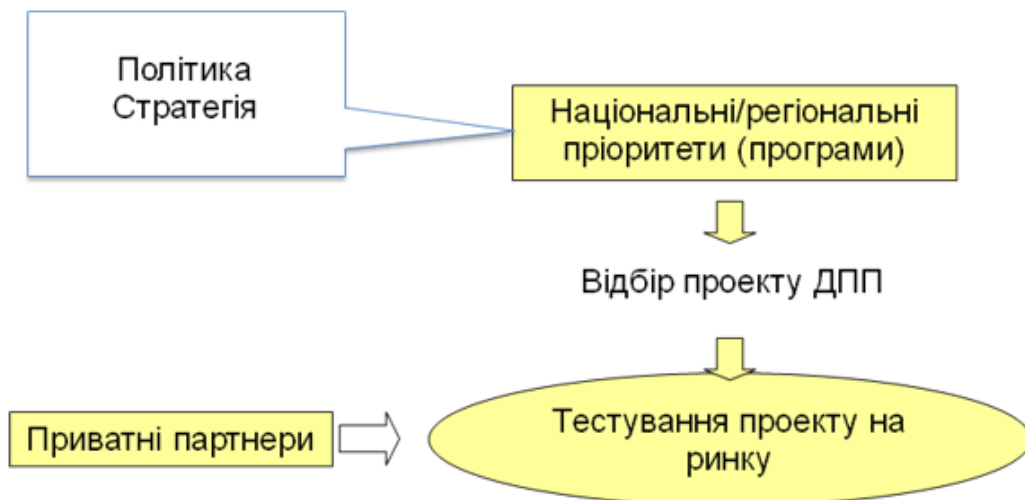 Політика
Стратегія
Національні/регіональні
пріоритети (програми)
Відбір проекту ДПП
Приватні партнери
Тестування проекту на
ринку